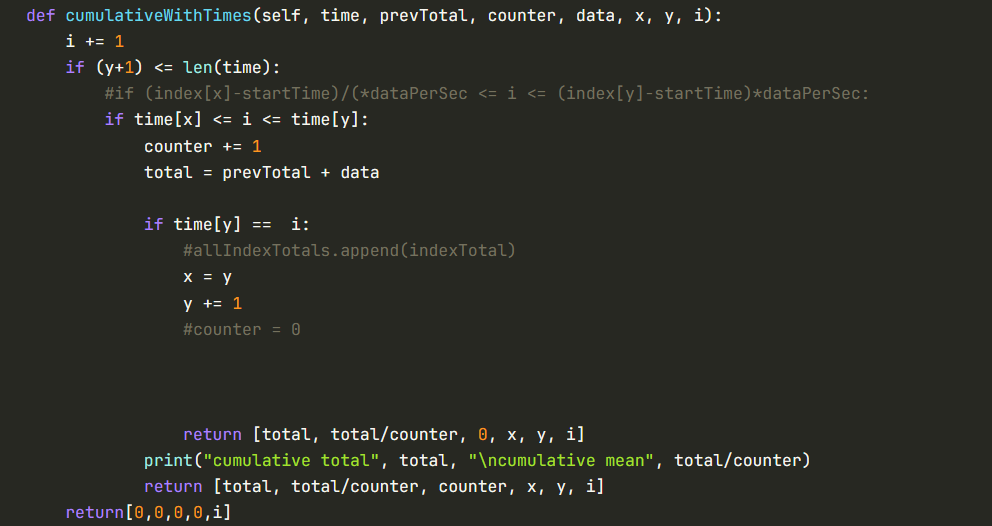 def cumulativeWithTimes(self, time, prevTotal, counter, data, x, y, i):
    i += 1
    if (y+1) <= len(time):
        #if (index[x]-startTime)/(*dataPerSec <= i <= (index[y]-startTime)*dataPerSec:
        if time[x] <= i <= time[y]:
            counter += 1
            total = prevTotal + data
            if time[y] ==  i:
                #allIndexTotals.append(indexTotal)
                x = y
                y += 1
                #counter = 0
                return [total, total/counter, 0, x, y, i]
            print("cumulative total", total, "\ncumulative mean", total/counter)
            return [total, total/counter, counter, x, y, i]
    return[0,0,0,0,i]